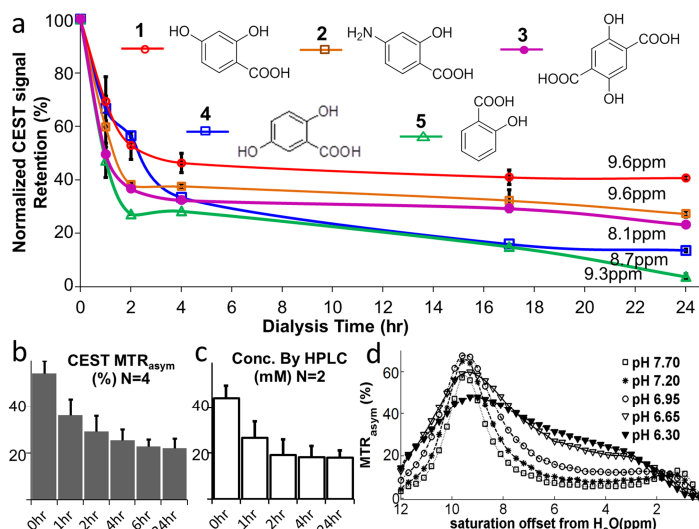 a
Normalized CEST signal
Retention (%)
100
80
60
40
20
0
1
HO
OH
COOH
2
H₂N
OH
COOH
3
OH
COOH
HOOC
OH
4
OH
HO
COOH
5
COOH
OH
9.6ppm
9.6ppm
8.1ppm
8.7ppm
9.3ppm
0 2 4 6 8 10 12 14 16 18 20 22 24
Dialysis Time (hr)
b
CEST MTRasym
(%) N=4
40
20
0hr 1hr 2hr 4hr 6hr 24hr
c
Conc. By HPLC
(mM) N=2
40
20
0hr 1hr 2hr 4hr 24hr
d
MTRasym (%)
60
40
20
0
pH 7.70
pH 7.20
pH 6.95
pH 6.65
pH 6.30
12 10 8 6 4 2
saturation offset from H₂O(ppm)